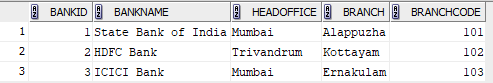 BANKID BANKNAME HEADOFFICE BRANCH BRANCHCODE
1 1 State Bank of India Mumbai Alappuzha 101
2 2 HDFC Bank Trivandrum Kottayam 102
3 3 ICICI Bank Mumbai Ernakulam 103